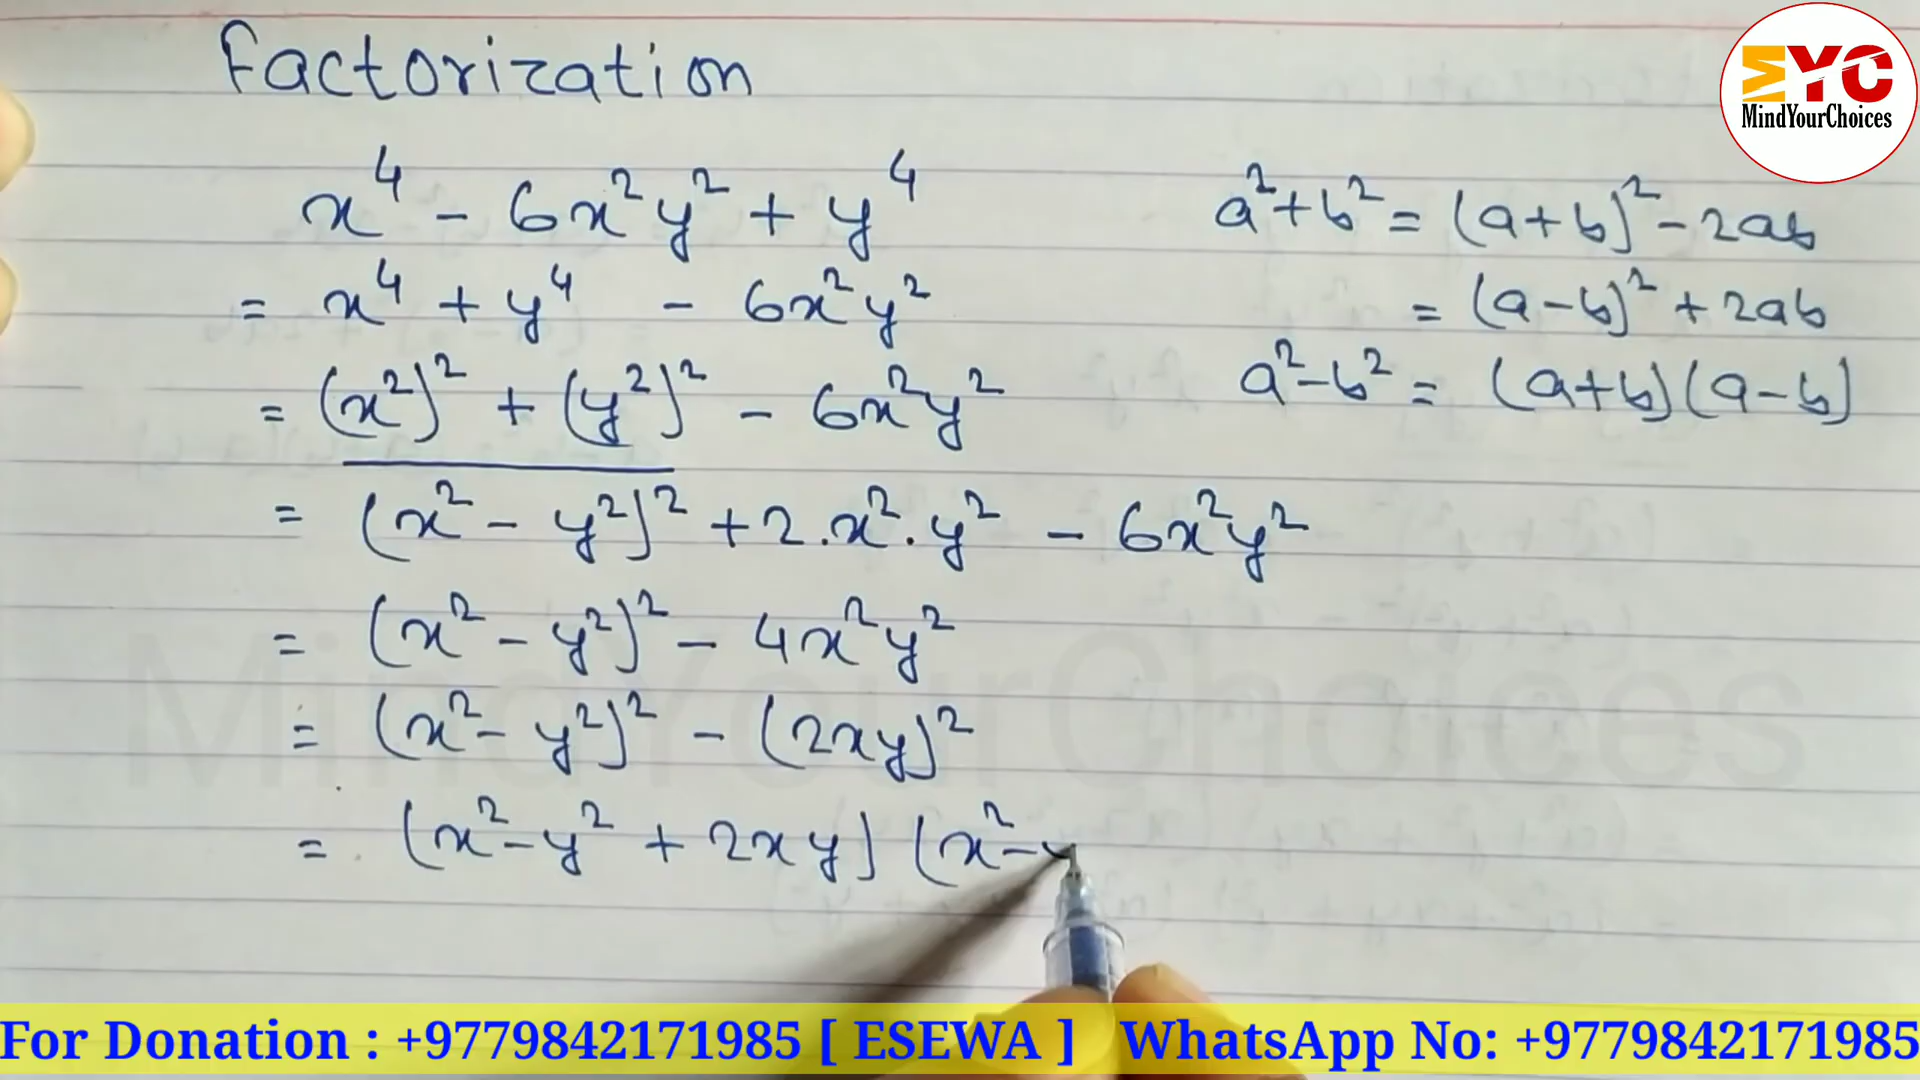 Factorization
x⁴ - 6x²y² + y⁴
= x⁴ + y⁴ - 6x²y²
= (x²)² + (y²)² - 6x²y²
= (x² - y²)² + 2.x².y² - 6x²y²
= (x² - y²)² - 4x²y²
= (x² - y²)² - (2xy)²
= (x² - y² + 2xy) (x² - y
a² + b² = (a+b)² - 2ab
= (a-b)² + 2ab
a² - b² = (a+b)(a-b)
MYC
MindYourChoices
MindYourChoices
For Donation : +9779842171985 [ ESEWA ] WhatsApp No: +9779842171985